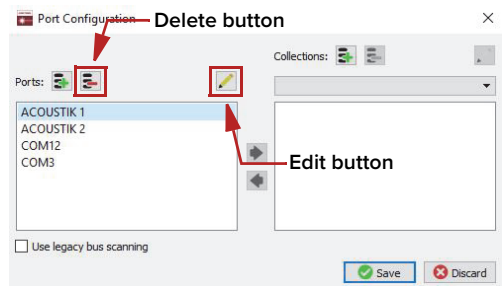 Port Configuration
Delete button
Collections:
Ports:
ACOUSTIK 1
ACOUSTIK 2
COM12
COM3
Edit button
Use legacy bus scanning
Save
Discard